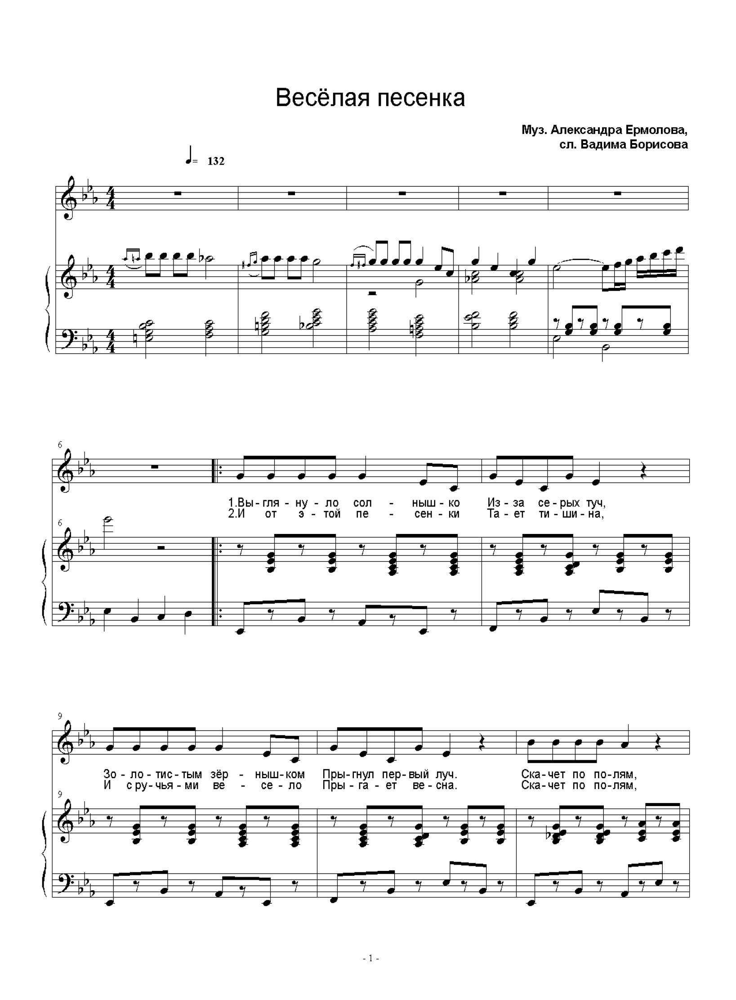 Весёлая песенка
Муз. Александра Ермолова,
сл. Вадима Борисова
= 132
6
1.Вы - гля - ну - ло сол - ныш - ко Из - за се - рых туч,
2.И от э - той пе - сен - ки Та - ет ти - ши - на,
6
9
Зо - ло - тис - тым зёр - ныш - ком Пры - гнул пер - вый луч. Ска - чет по по - лям,
И с ру - чья - ми ве - се - ло Пры - га - ет ве - сна. Ска - чет по по - лям,
9
- 1 -